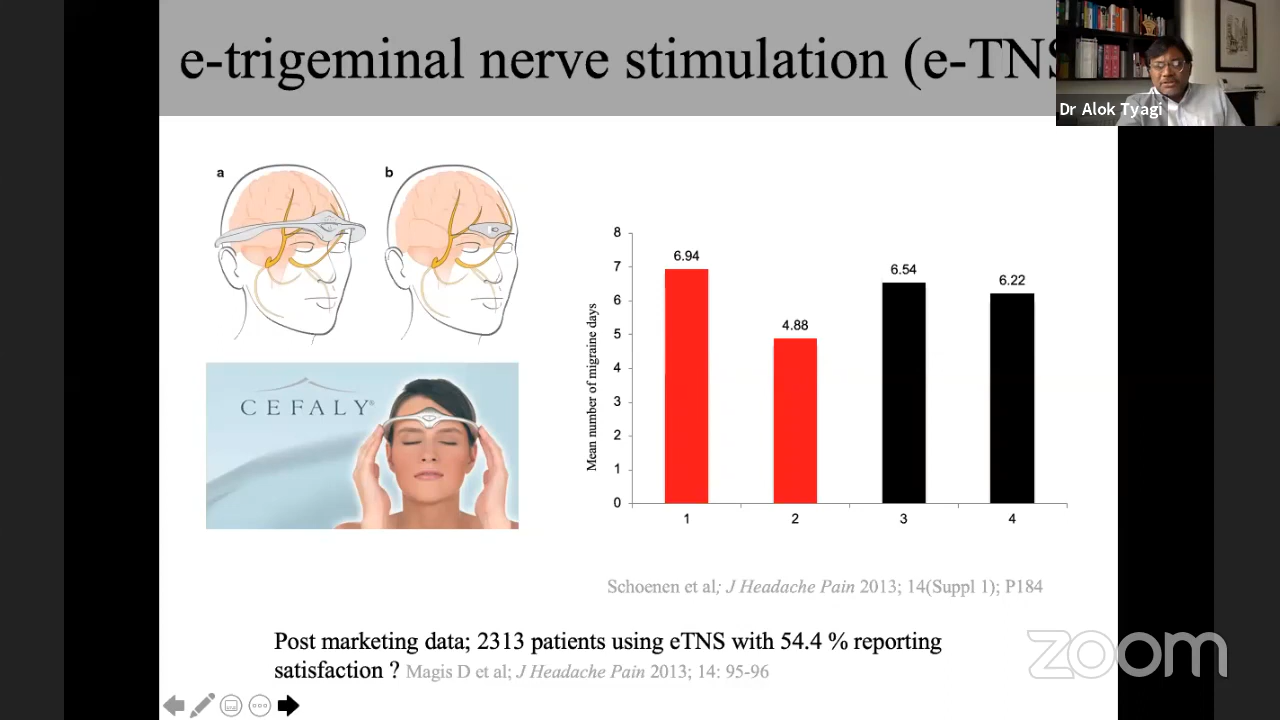 e-trigeminal nerve stimulation (e-TNS
Dr Alok Tyagi
a
b
CEFALY®
8
7
6
5
4
3
2
1
0
Mean number of migraine days
6.94
4.88
6.54
6.22
1
2
3
4
Schoenen et al; J Headache Pain 2013; 14(Suppl 1); P184
Post marketing data; 2313 patients using eTNS with 54.4 % reporting
satisfaction ? Magis D et al; J Headache Pain 2013; 14: 95-96
zoom